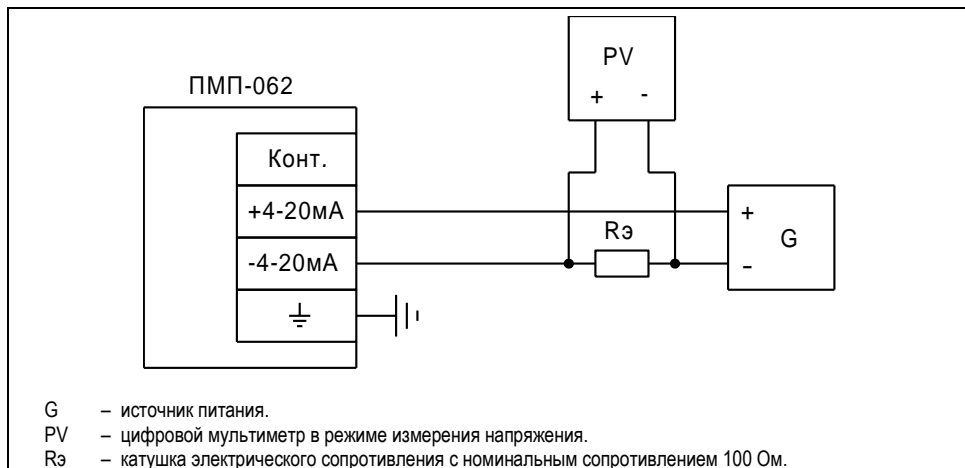 PV
+ -
ПМП-062
Конт.
+4-20мА
-4-20мА
Rэ
+
-
G
G – источник питания.
PV – цифровой мультиметр в режиме измерения напряжения.
Rэ – катушка электрического сопротивления с номинальным сопротивлением 100 Ом.